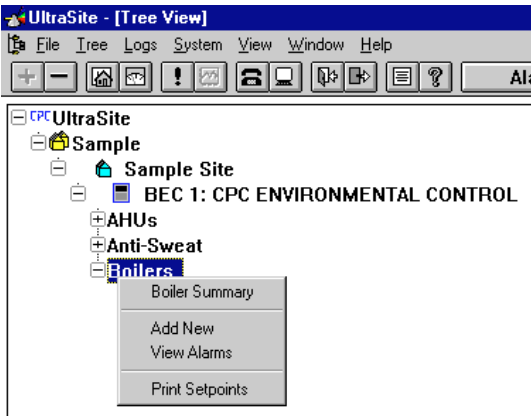 UltraSite - [Tree View]
File Tree Logs System View Window Help
Ala
CPC UltraSite
Sample
Sample Site
BEC 1: CPC ENVIRONMENTAL CONTROL
AHUs
Anti-Sweat
Boilers
Boiler Summary
Add New
View Alarms
Print Setpoints